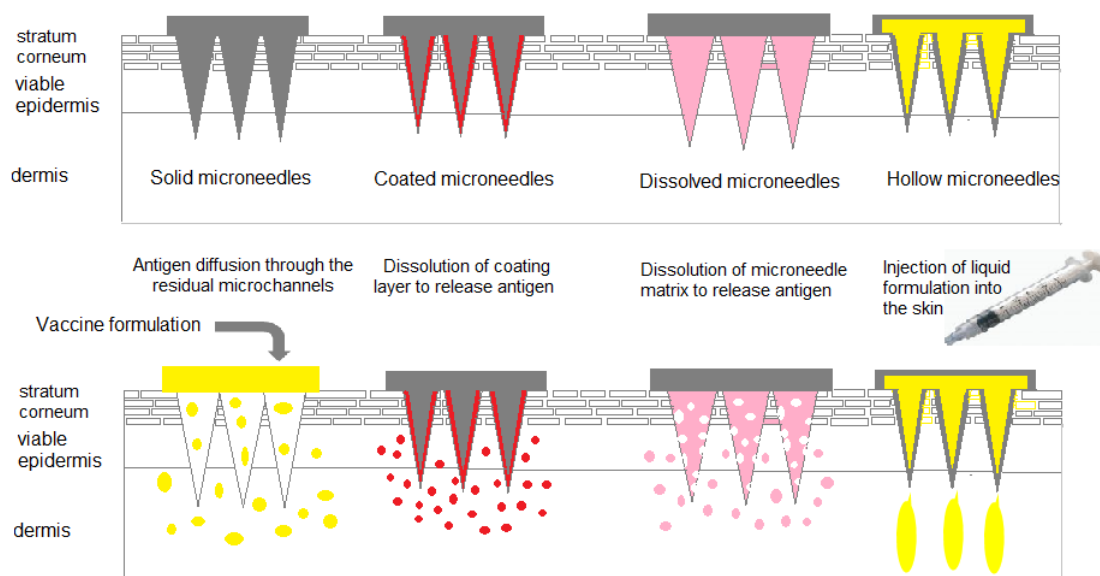 stratum
corneum
viable
epidermis
dermis
Solid microneedles
Coated microneedles
Dissolved microneedles
Hollow microneedles
Antigen diffusion through the
residual microchannels
Dissolution of coating
layer to release antigen
Dissolution of microneedle
matrix to release antigen
Injection of liquid
formulation into
the skin
Vaccine formulation
stratum
corneum
viable
epidermis
dermis